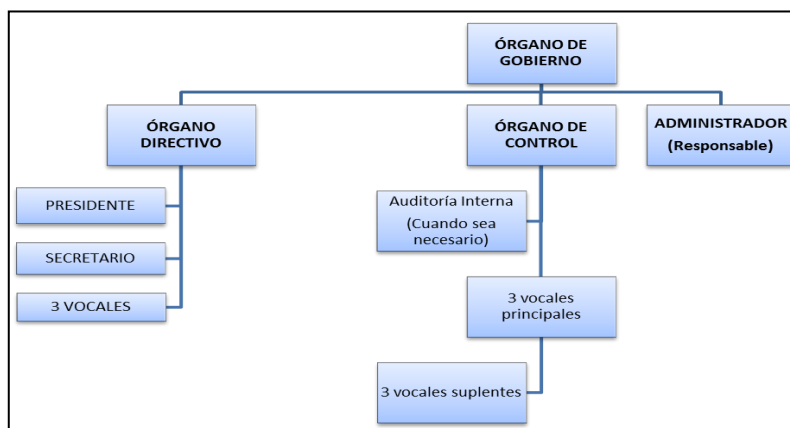 ÓRGANO DE
GOBIERNO
ÓRGANO
DIRECTIVO
ÓRGANO DE
CONTROL
ADMINISTRADOR
(Responsable)
PRESIDENTE
SECRETARIO
3 VOCALES
Auditoría Interna
(Cuando sea
necesario)
3 vocales
principales
3 vocales suplentes